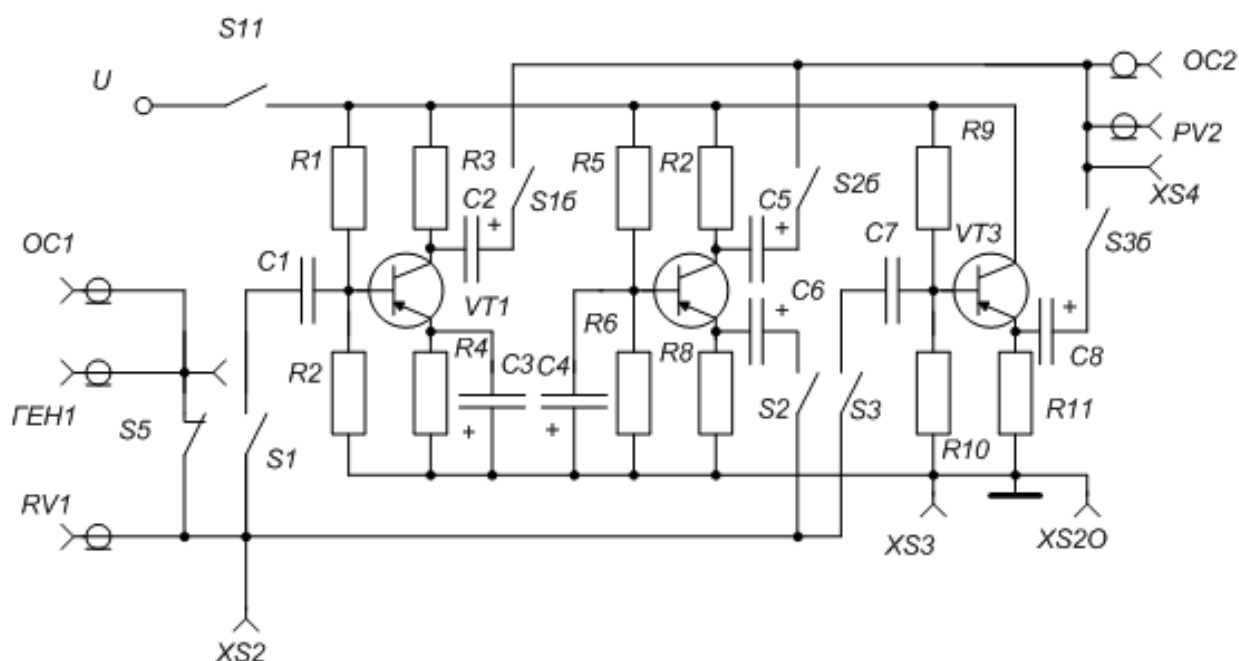 S11
U
OC2
PV2
XS4
R1
R3
C2
+
S1б
R5
R2
C5
+
S2б
R9
C7
VT3
S3б
OC1
C1
VT1
C6
+
ГЕН1
R2
R4
C3
+
C4
+
R6
R8
S2
S3
C8
+
R11
S5
S1
R10
RV1
XS3
XS2O
XS2